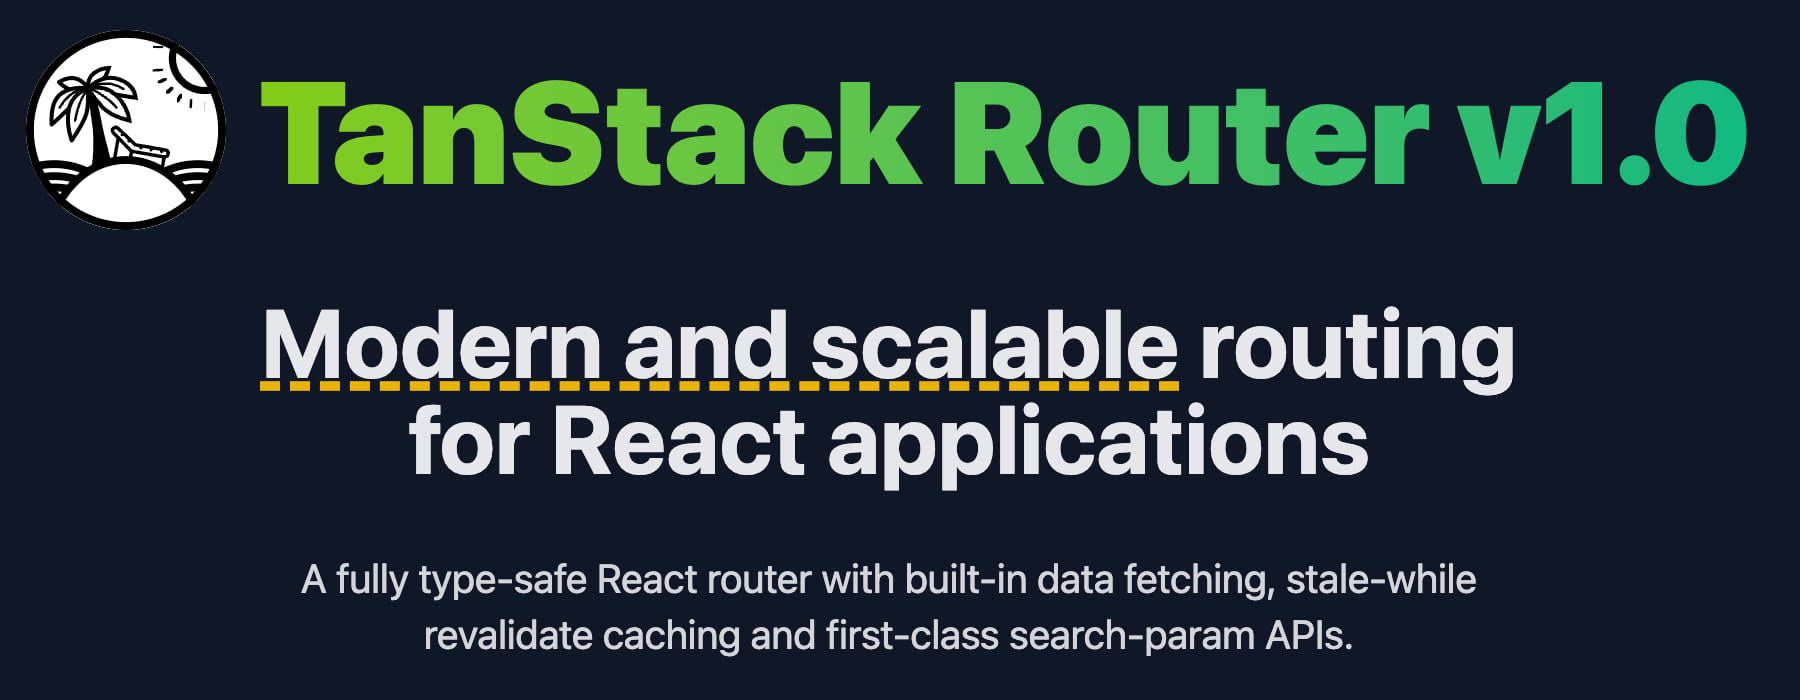 TanStack Router v1.0
Modern and scalable routing
for React applications
A fully type-safe React router with built-in data fetching, stale-while
revalidate caching and first-class search-param APIs.